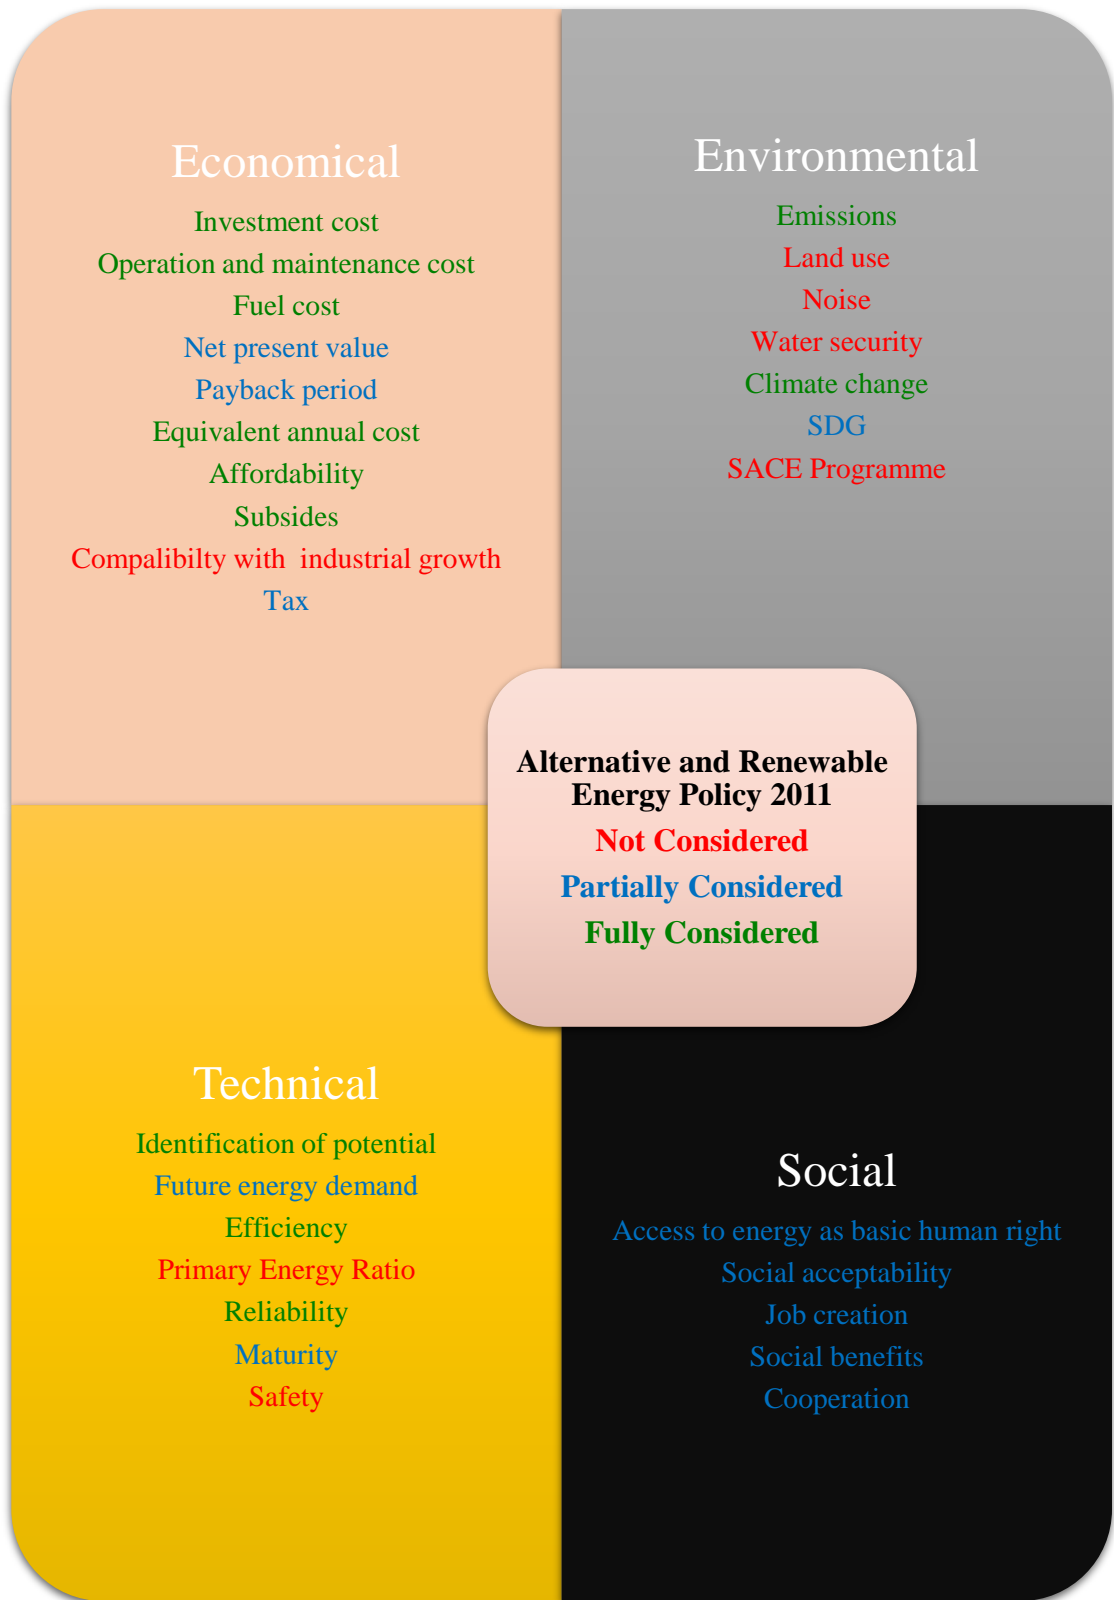 Economical
Investment cost
Operation and maintenance cost
Fuel cost
Net present value
Payback period
Equivalent annual cost
Affordability
Subsides
Compalibilty with  industrial growth
Tax
Environmental
Emissions
Land use
Noise
Water security
Climate change
SDG
SACE Programme
Alternative and Renewable
Energy Policy 2011
Not Considered
Partially Considered
Fully Considered
Technical
Identification of potential
Future energy demand
Efficiency
Primary Energy Ratio
Reliability
Maturity
Safety
Social
Access to energy as basic human right
Social acceptability
Job creation
Social benefits
Cooperation